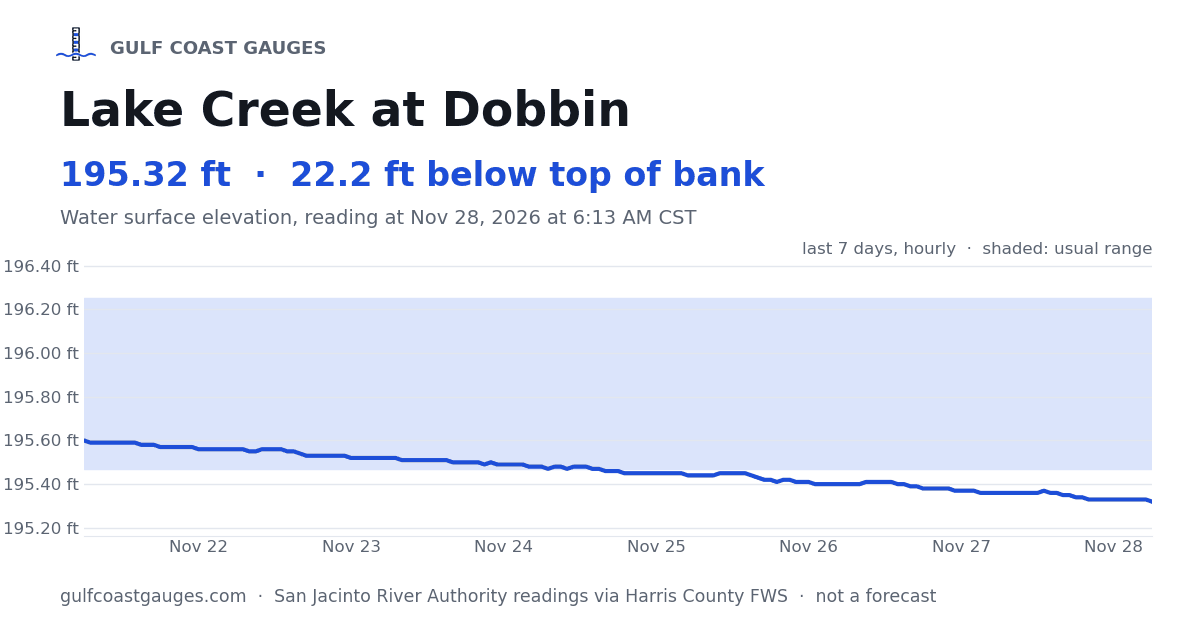 GULF COAST GAUGES
Lake Creek at Dobbin
195.32 ft · 22.2 ft below top of bank
Water surface elevation, reading at Nov 28, 2026 at 6:13 AM CST
last 7 days, hourly · shaded: usual range
196.40 ft
196.20 ft
196.00 ft
195.80 ft
195.60 ft
195.40 ft
195.20 ft
Nov 22 Nov 23 Nov 24 Nov 25 Nov 26 Nov 27 Nov 28
gulfcoastgauges.com · San Jacinto River Authority readings via Harris County FWS · not a forecast